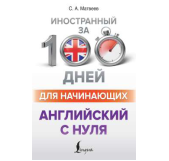 С. А. Матвеев
ИНОСТРАННЫЙ ЗА
100
ДНЕЙ
ДЛЯ НАЧИНАЮЩИХ
АНГЛИЙСКИЙ
С НУЛЯ